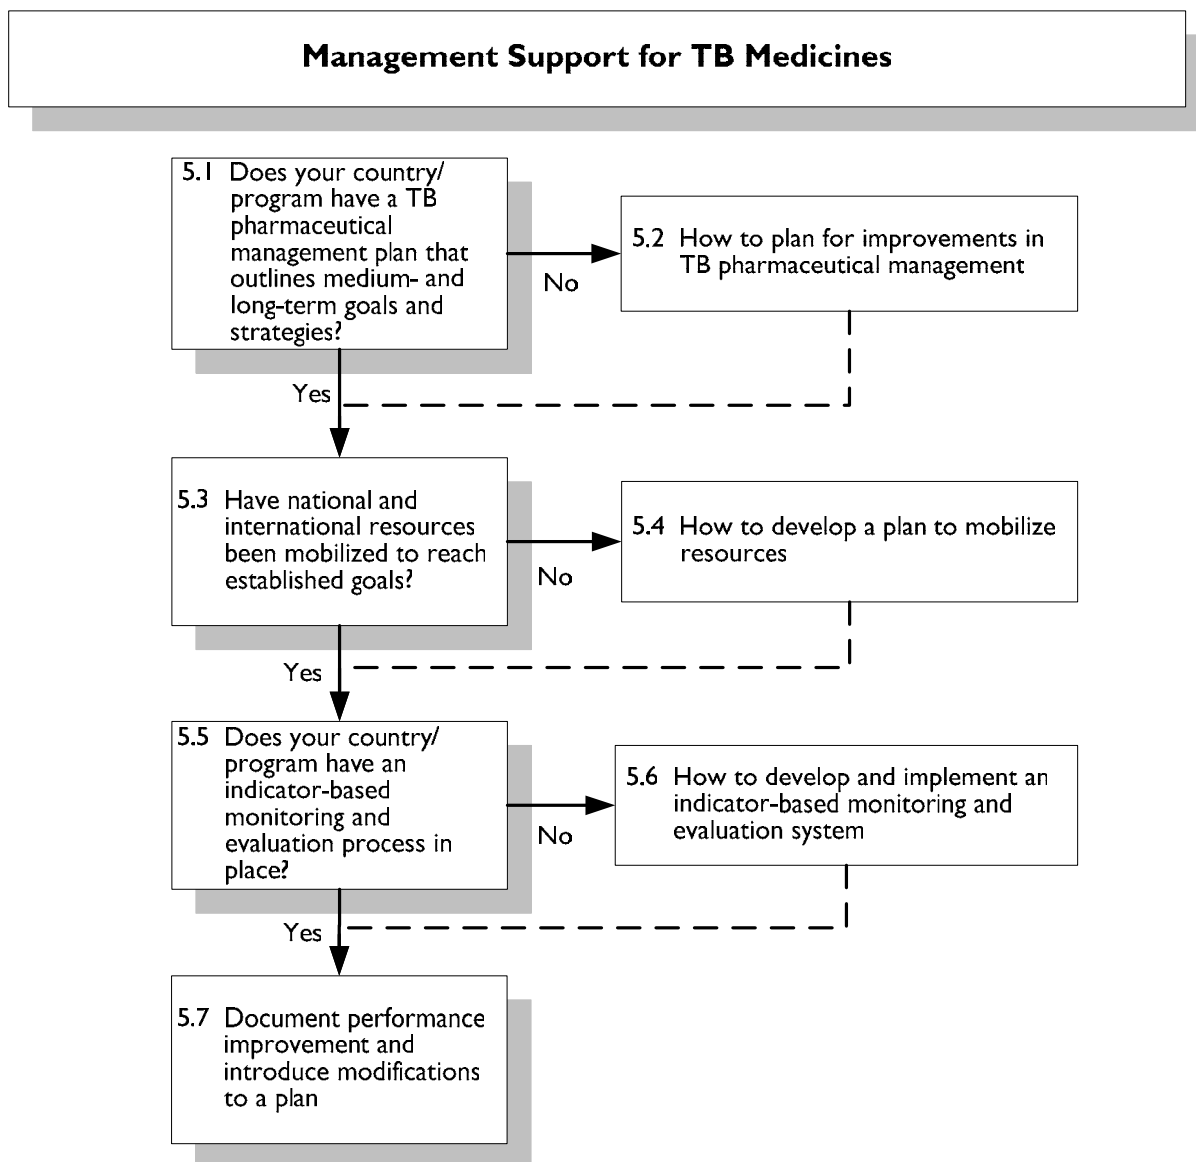 Management Support for TB Medicines
5.1 Does your country/
program have a TB
pharmaceutical
management plan that
outlines medium- and
long-term goals and
strategies?
No
5.2 How to plan for improvements in
TB pharmaceutical management
Yes
5.3 Have national and
international resources
been mobilized to reach
established goals?
No
5.4 How to develop a plan to mobilize
resources
Yes
5.5 Does your country/
program have an
indicator-based
monitoring and
evaluation process in
place?
No
5.6 How to develop and implement an
indicator-based monitoring and
evaluation system
Yes
5.7 Document performance
improvement and
introduce modifications
to a plan